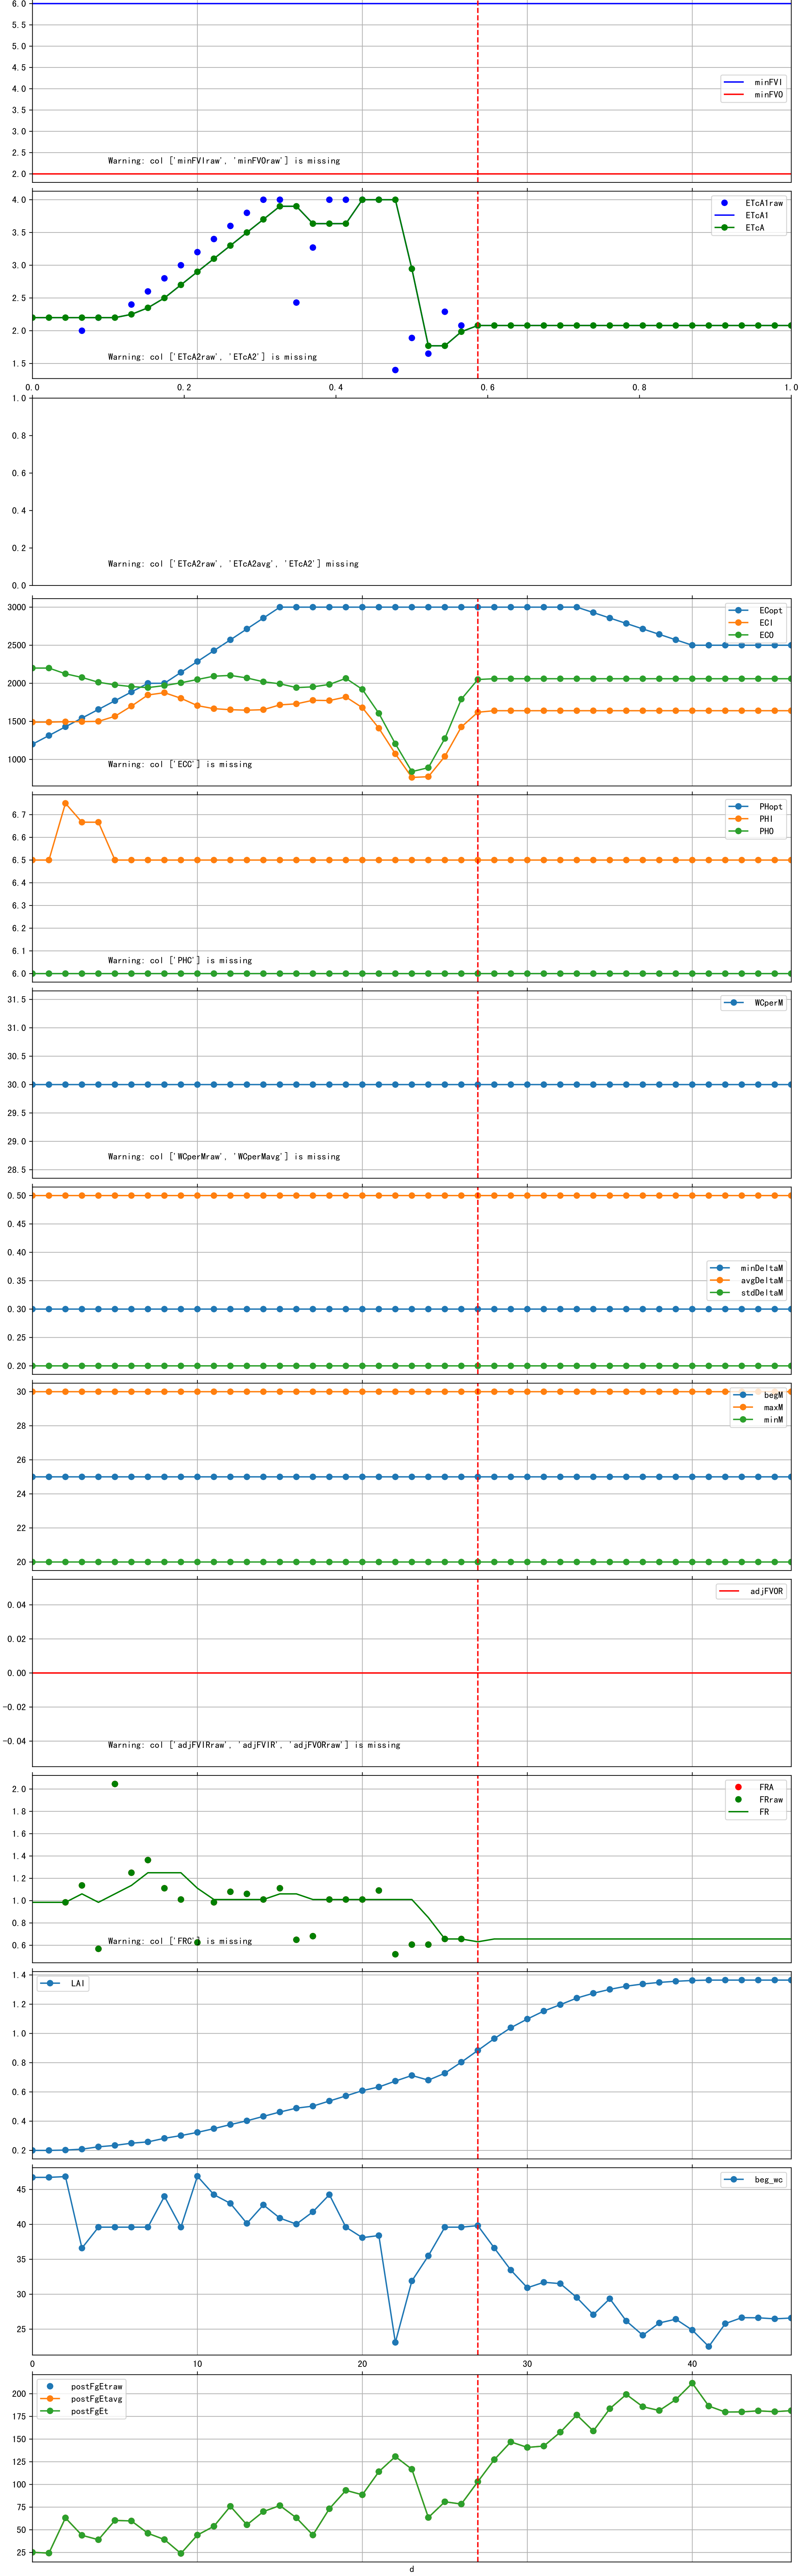 6.0
5.5
5.0
4.5
4.0
3.5
3.0
2.5
2.0
minFVI
minFVO
Warning: col ['minFVIraw', 'minFVOraw'] is missing
4.0
3.5
3.0
2.5
2.0
1.5
ETcA1raw
ETcA1
ETcA
Warning: col ['ETcA2raw', 'ETcA2'] is missing
0.0 0.2 0.4 0.6 0.8 1.0
1.0
0.8
0.6
0.4
0.2
0.0
Warning: col ['ETcA2raw', 'ETcA2avg', 'ETcA2'] missing
3000
2500
2000
1500
1000
ECopt
ECI
ECO
Warning: col ['ECC'] is missing
6.7
6.6
6.5
6.4
6.3
6.2
6.1
6.0
PHopt
PHI
PHO
Warning: col ['PHC'] is missing
31.5
31.0
30.5
30.0
29.5
29.0
28.5
WCperM
Warning: col ['WCperMraw', 'WCperMavg'] is missing
0.50
0.45
0.40
0.35
0.30
0.25
0.20
minDeltaM
avgDeltaM
stdDeltaM
30
28
26
24
22
20
begM
maxM
minM
0.04
0.02
0.00
-0.02
-0.04
adjFVOR
Warning: col ['adjFVIRraw', 'adjFVIR', 'adjFVORraw'] is missing
2.0
1.8
1.6
1.4
1.2
1.0
0.8
0.6
FRA
FRraw
FR
Warning: col ['FRC'] is missing
1.4
1.2
1.0
0.8
0.6
0.4
0.2
LAI
45
40
35
30
25
beg_wc
0 10 20 30 40
200
175
150
125
100
75
50
25
postFgEtraw
postFgEtavg
postFgEt
d